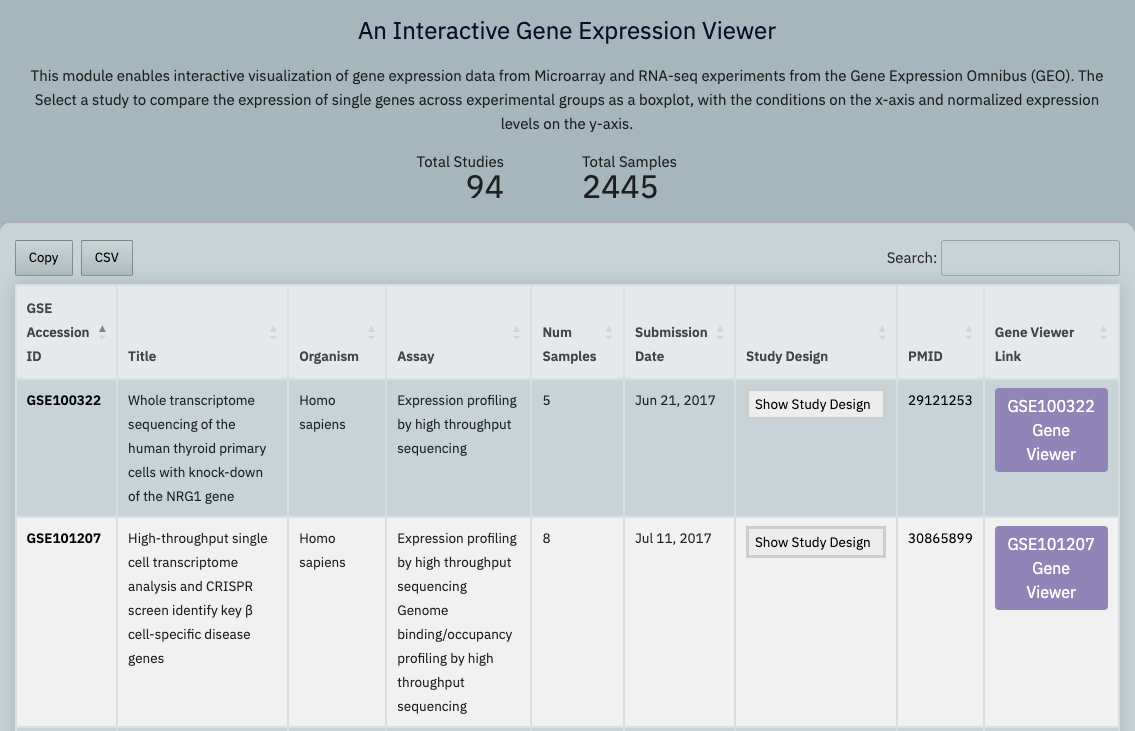 An Interactive Gene Expression Viewer
This module enables interactive visualization of gene expression data from Microarray and RNA-seq experiments from the Gene Expression Omnibus (GEO). The
Select a study to compare the expression of single genes across experimental groups as a boxplot, with the conditions on the x-axis and normalized expression
levels on the y-axis.
Total Studies
94
Total Samples
2445
Copy
CSV
Search:
GSE
Accession
ID
Title
Organism
Assay
Num
Samples
Submission
Date
Study Design
PMID
Gene Viewer
Link
GSE100322
Whole transcriptome
sequencing of the
human thyroid primary
cells with knock-down
of the NRG1 gene
Homo
sapiens
Expression profiling
by high throughput
sequencing
5
Jun 21, 2017
Show Study Design
29121253
GSE100322
Gene
Viewer
GSE101207
High-throughput single
cell transcriptome
analysis and CRISPR
screen identify key β
cell-specific disease
genes
Homo
sapiens
Expression profiling
by high throughput
sequencing
Genome
binding/occupancy
profiling by high
throughput
sequencing
8
Jul 11, 2017
Show Study Design
30865899
GSE101207
Gene
Viewer